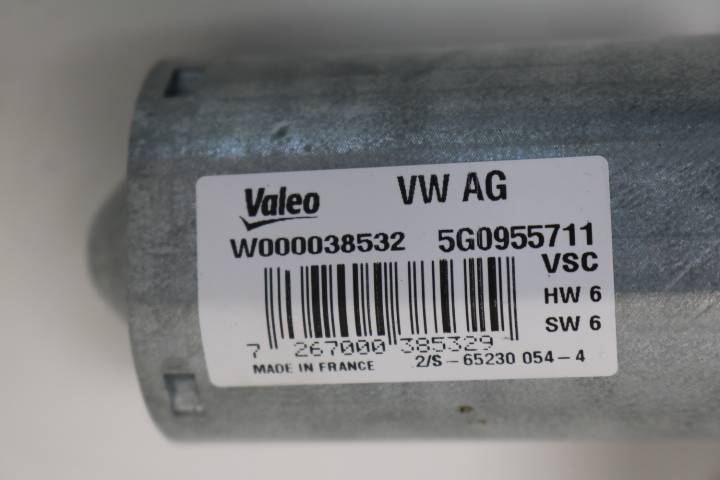 Valeo VW AG
W000038532 5G0955711
VSC
HW 6
SW 6
7 267000 385329
MADE IN FRANCE 2/S-65230 054-4